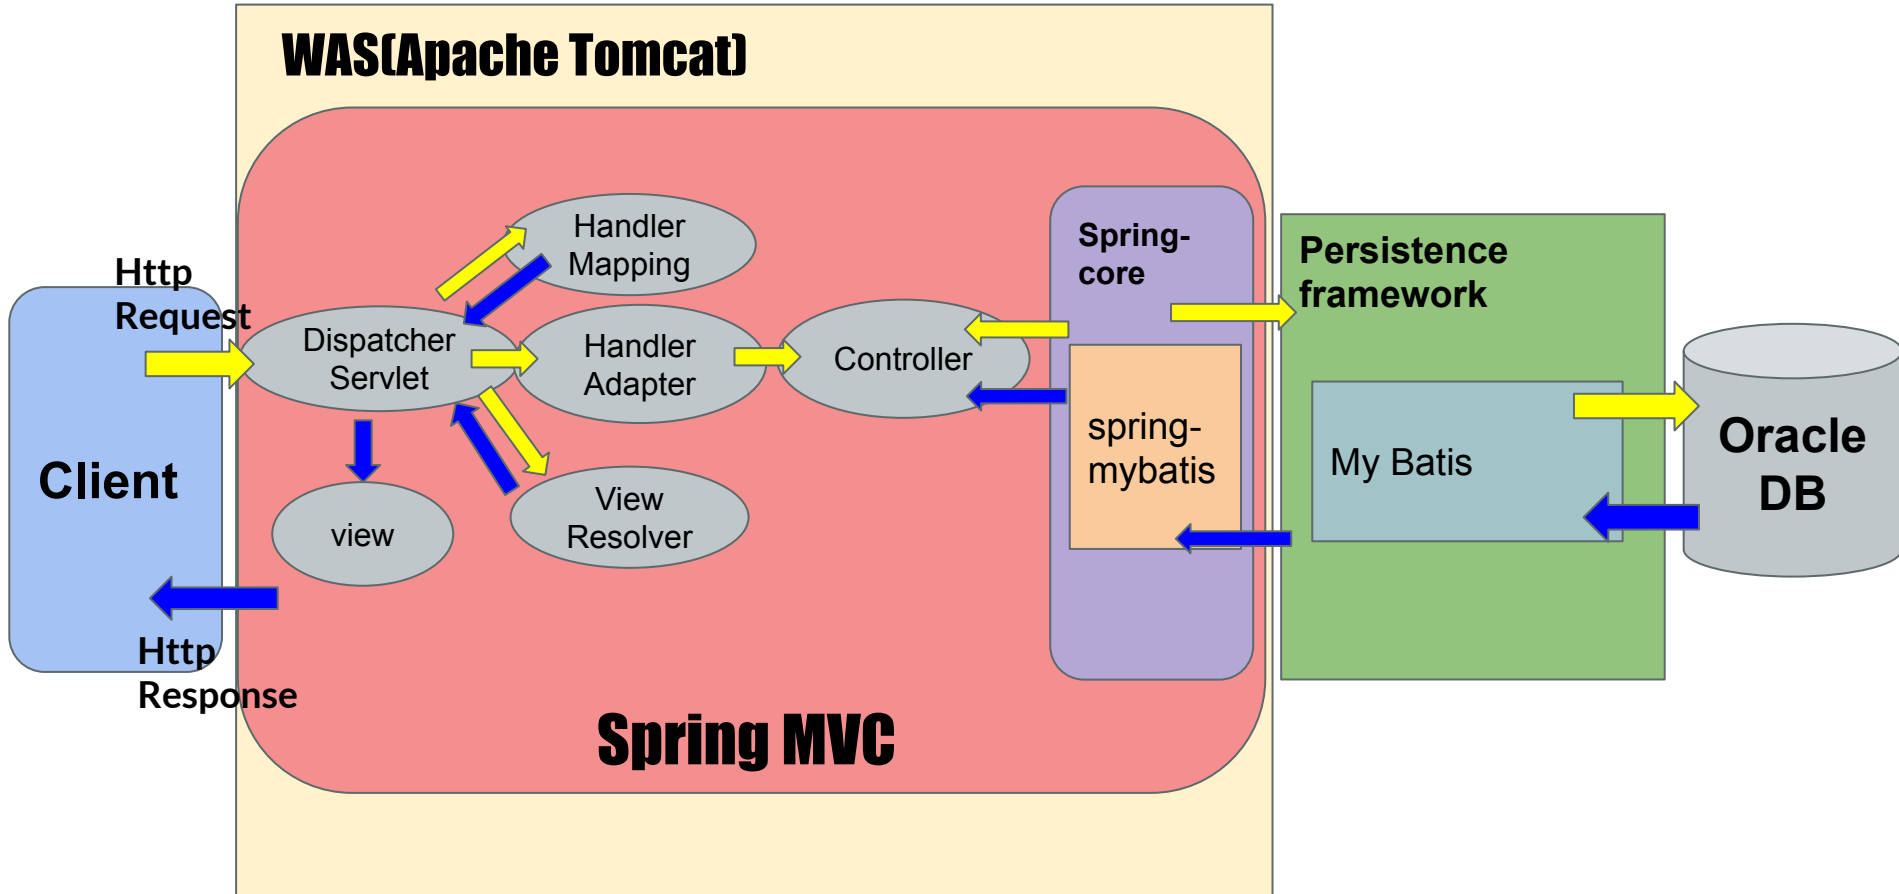 WAS(Apache Tomcat)
Http
Request
Client
Http
Response
Handler
Mapping
Dispatcher
Servlet
Handler
Adapter
Controller
view
View
Resolver
Spring MVC
Spring-
core
spring-
mybatis
Persistence
framework
My Batis
Oracle
DB